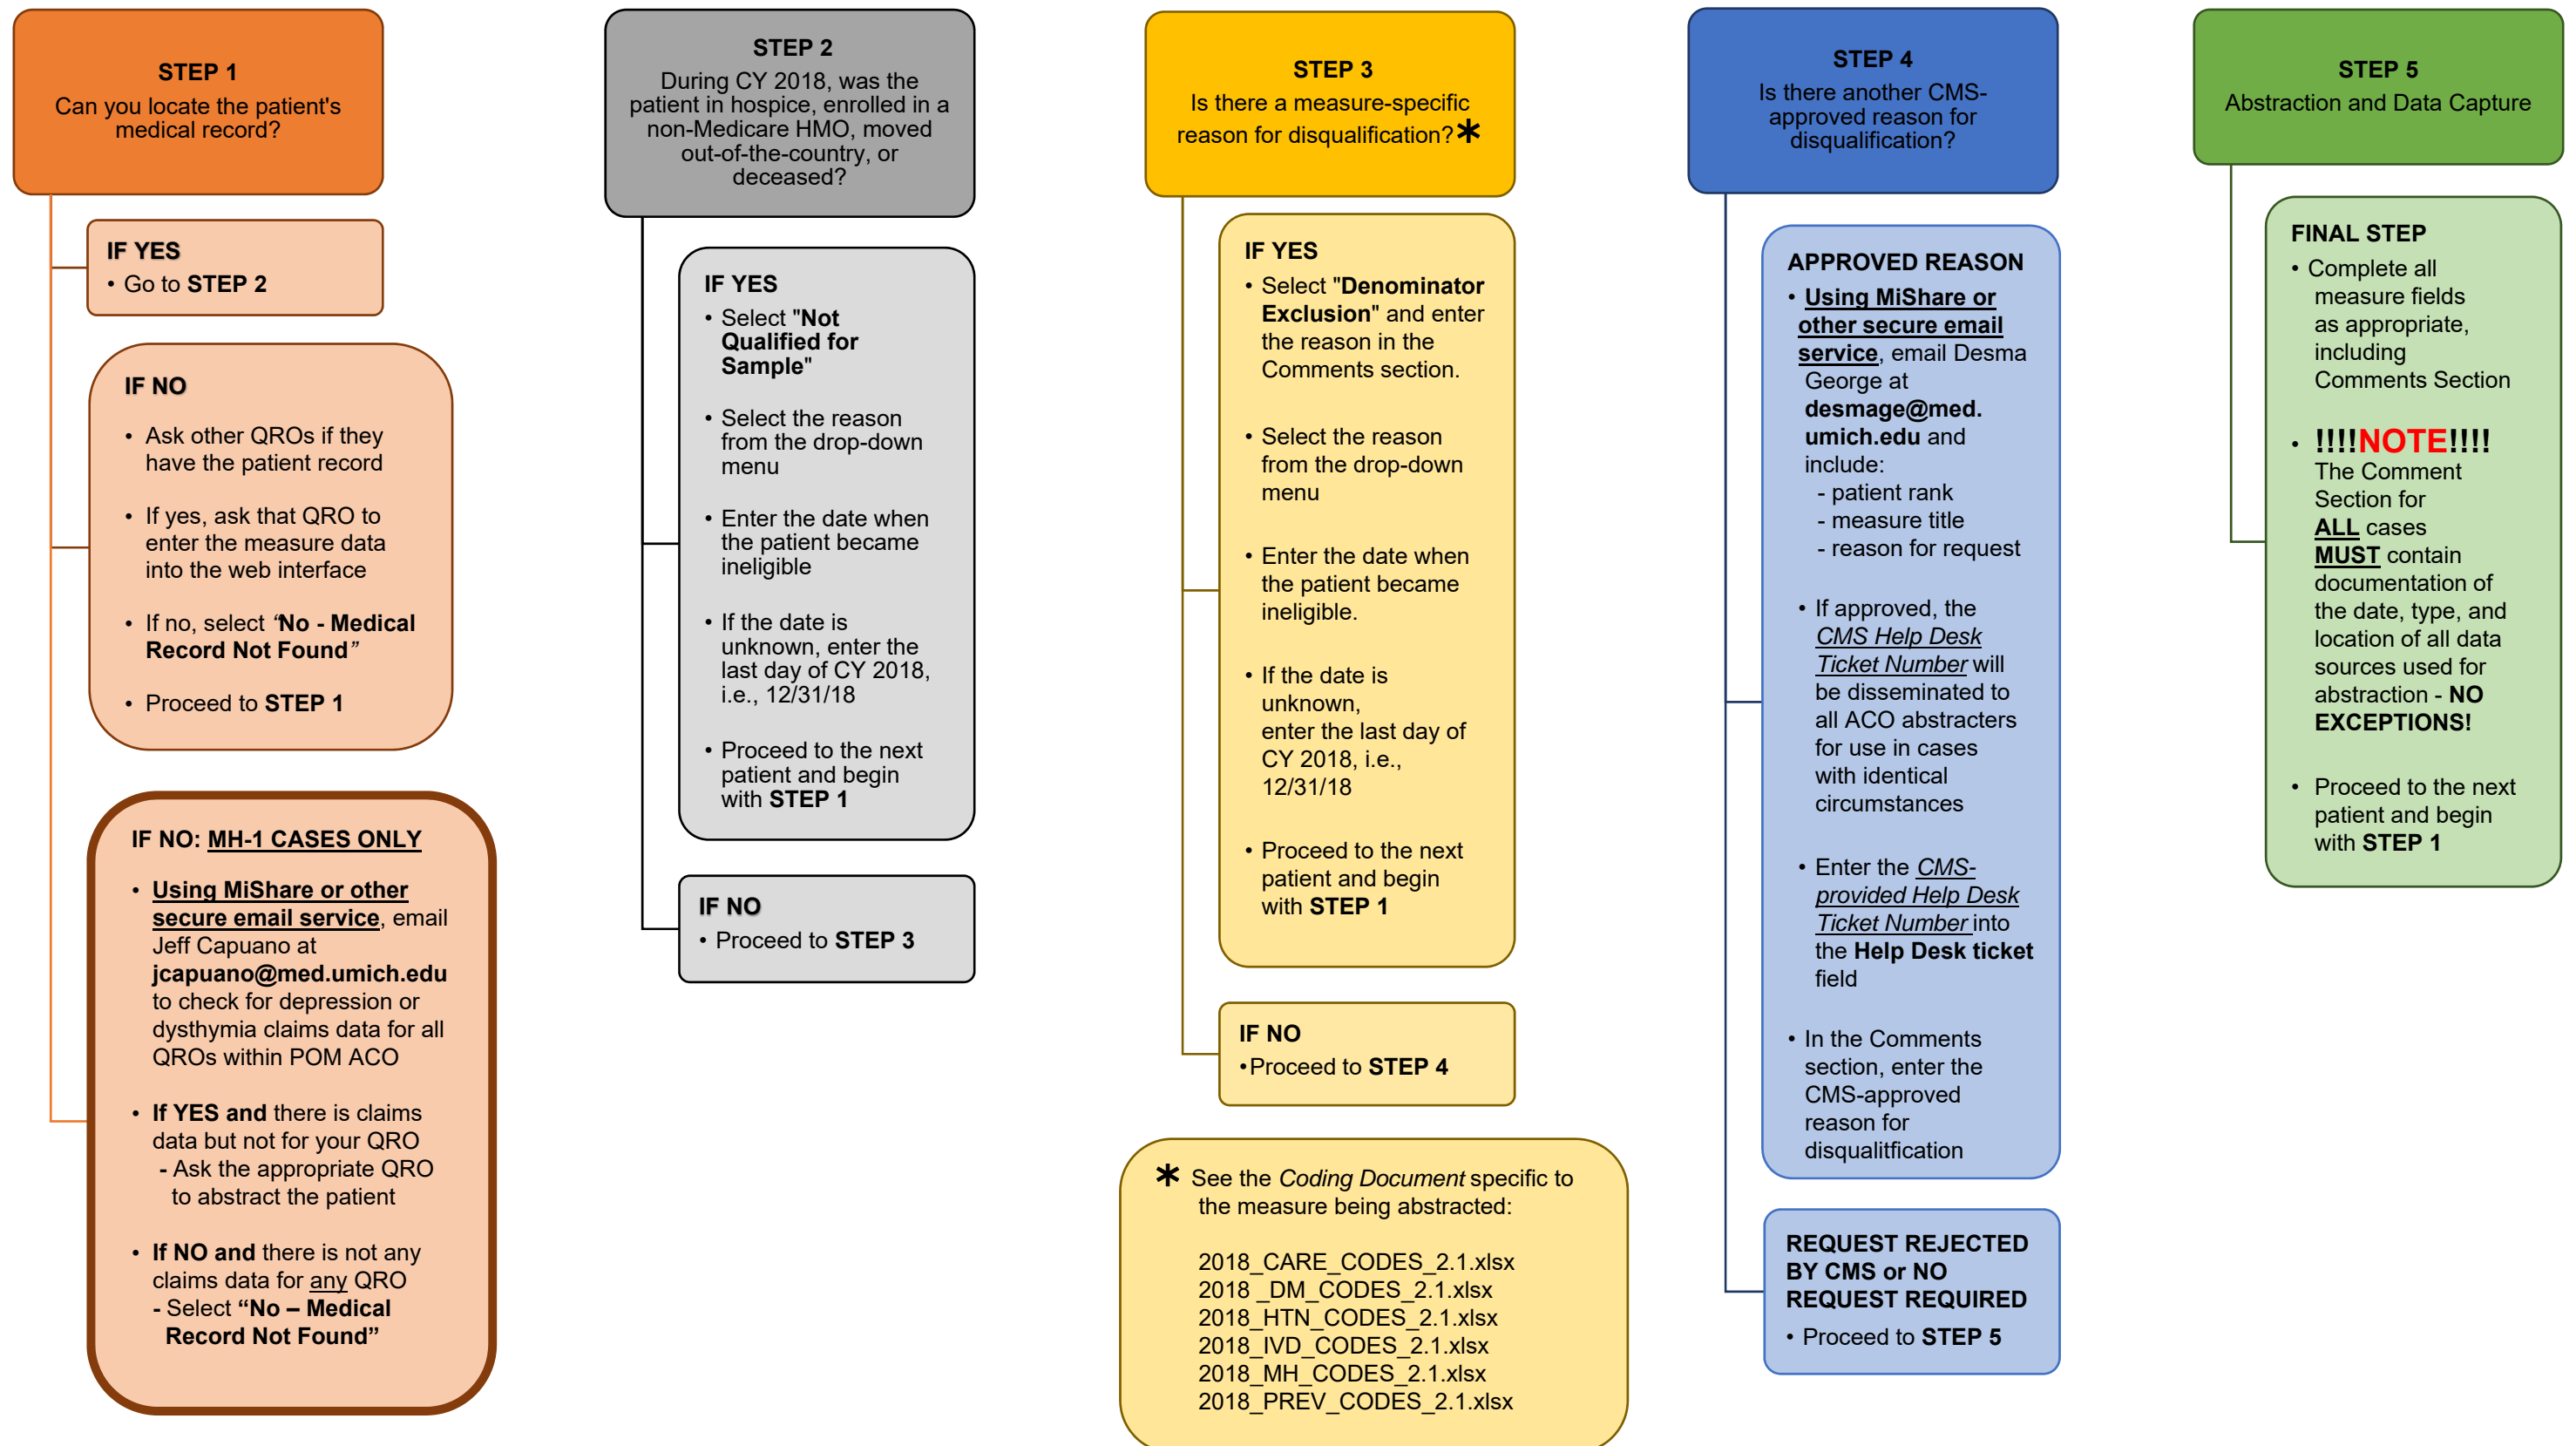 STEP 1
Can you locate the patient's
medical record?
IF YES
• Go to STEP 2
IF NO
• Ask other QROs if they
have the patient record
• If yes, ask that QRO to
enter the measure data
into the web interface
• If no, select “No - Medical
Record Not Found”
• Proceed to STEP 1
IF NO: MH-1 CASES ONLY
• Using MiShare or other
secure email service, email
Jeff Capuano at
jcapuano@med.umich.edu
to check for depression or
dysthymia claims data for all
QROs within POM ACO
• If YES and there is claims
data but not for your QRO
- Ask the appropriate QRO
to abstract the patient
• If NO and there is not any
claims data for any QRO
- Select “No – Medical
Record Not Found”
STEP 2
During CY 2018, was the
patient in hospice, enrolled in a
non-Medicare HMO, moved
out-of-the-country, or
deceased?
IF YES
• Select "Not
Qualified for
Sample"
• Select the reason
from the drop-down
menu
• Enter the date when
the patient became
ineligible
• If the date is
unknown, enter the
last day of CY 2018,
i.e., 12/31/18
• Proceed to the next
patient and begin
with STEP 1
IF NO
• Proceed to STEP 3
STEP 3
Is there a measure-specific
reason for disqualification?*
IF YES
• Select "Denominator
Exclusion" and enter
the reason in the
Comments section.
• Select the reason
from the drop-down
menu
• Enter the date when
the patient became
ineligible.
• If the date is
unknown,
enter the last day of
CY 2018, i.e.,
12/31/18
• Proceed to the next
patient and begin
with STEP 1
IF NO
•Proceed to STEP 4
* See the Coding Document specific to
the measure being abstracted:
2018_CARE_CODES_2.1.xlsx
2018 _DM_CODES_2.1.xlsx
2018_HTN_CODES_2.1.xlsx
2018_IVD_CODES_2.1.xlsx
2018_MH_CODES_2.1.xlsx
2018_PREV_CODES_2.1.xlsx
STEP 4
Is there another CMS-
approved reason for
disqualification?
APPROVED REASON
• Using MiShare or
other secure email
service, email Desma
George at
desmage@med.
umich.edu and
include:
- patient rank
- measure title
- reason for request
• If approved, the
CMS Help Desk
Ticket Number will
be disseminated to
all ACO abstracters
for use in cases
with identical
circumstances
• Enter the CMS-
provided Help Desk
Ticket Number into
the Help Desk ticket
field
• In the Comments
section, enter the
CMS-approved
reason for
disqualitfication
REQUEST REJECTED
BY CMS or NO
REQUEST REQUIRED
• Proceed to STEP 5
STEP 5
Abstraction and Data Capture
FINAL STEP
• Complete all
measure fields
as appropriate,
including
Comments Section
• !!!!NOTE!!!!
The Comment
Section for
ALL cases
MUST contain
documentation of
the date, type, and
location of all data
sources used for
abstraction - NO
EXCEPTIONS!
• Proceed to the next
patient and begin
with STEP 1